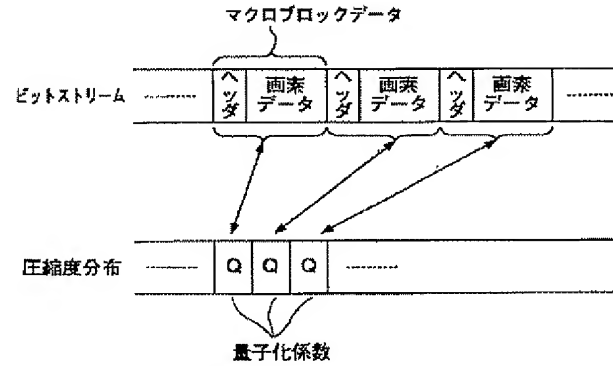 マクロブロックデータ
ビットストリーム
ヘッダ
画素データ
ヘッダ
画素データ
ヘッダ
画素データ
圧縮度分布
Q
Q
Q
量子化係数